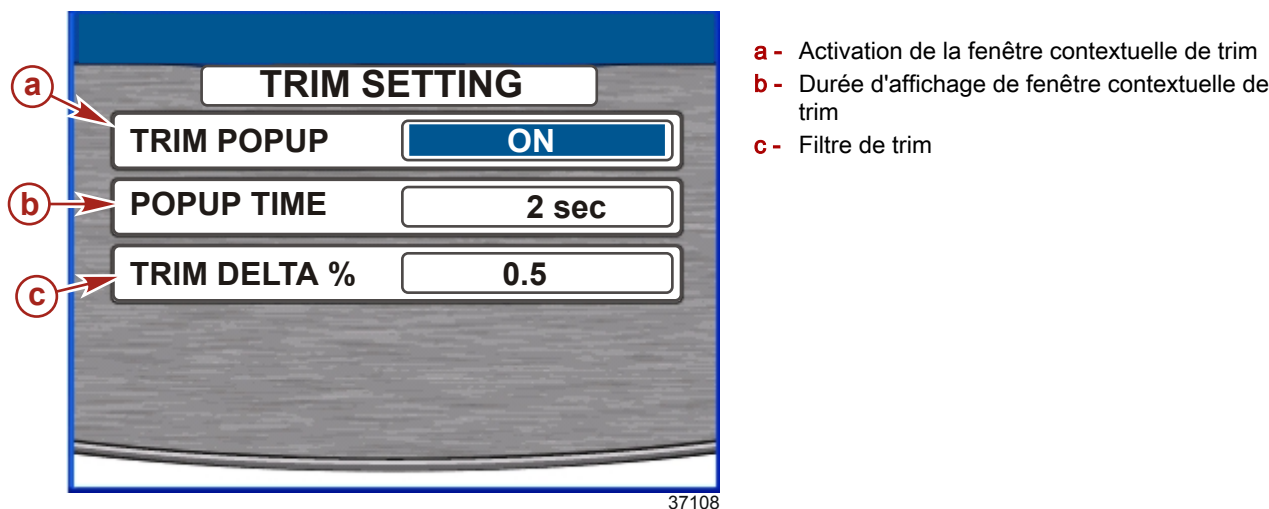 TRIM SETTING
a
TRIM POPUP ON
b
POPUP TIME 2 sec
c
TRIM DELTA % 0.5
37108
a - Activation de la fenêtre contextuelle de trim
b - Durée d'affichage de fenêtre contextuelle de
trim
c - Filtre de trim